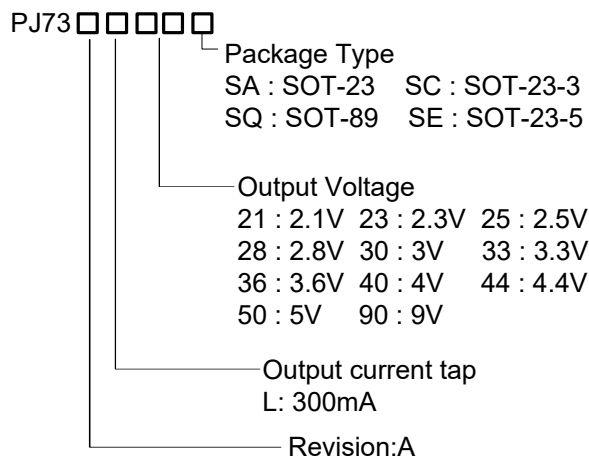 PJ73□□□□□
Package Type
SA : SOT-23 SC : SOT-23-3
SQ : SOT-89 SE : SOT-23-5
Output Voltage
21 : 2.1V 23 : 2.3V 25 : 2.5V
28 : 2.8V 30 : 3V 33 : 3.3V
36 : 3.6V 40 : 4V 44 : 4.4V
50 : 5V 90 : 9V
Output current tap
L: 300mA
Revision:A